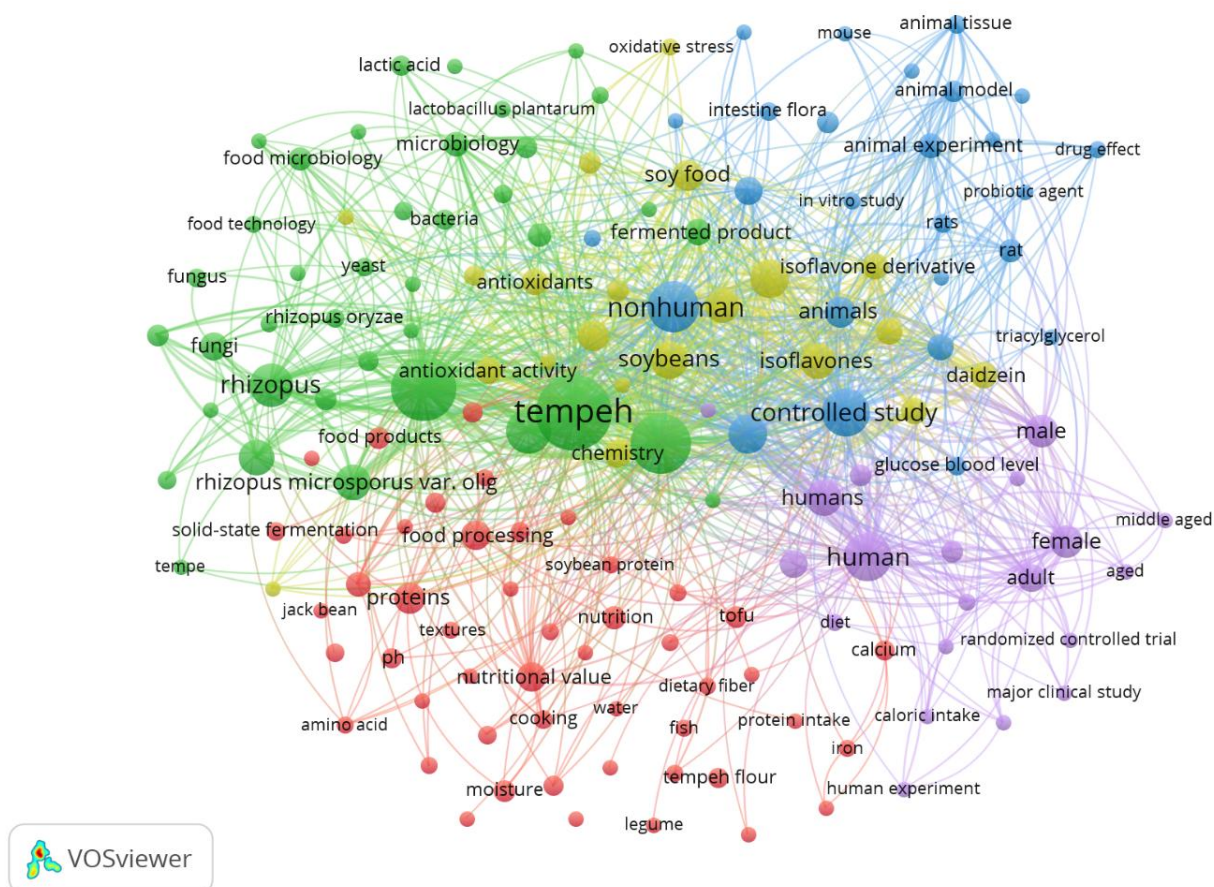 animal tissue
mouse
oxidative stress
lactic acid
animal model
lactobacillus plantarum
intestine flora
microbiology
animal experiment
drug effect
food microbiology
soy food
probiotic agent
in vitro study
food technology
bacteria
rats
fermented product
rat
yeast
isoflavone derivative
fungus
antioxidants
nonhuman
animals
rhizopus oryzae
triacylglycerol
fungi
soybeans
isoflavones
antioxidant activity
daidzein
rhizopus
tempeh
controlled study
male
food products
chemistry
glucose blood level
rhizopus microsporus var. olig
humans
middle aged
solid-state fermentation
food processing
female
human
soybean protein
tempe
aged
adult
proteins
jack bean
nutrition
tofu
diet
textures
randomized controlled trial
calcium
ph
nutritional value
dietary fiber
major clinical study
water
caloric intake
cooking
protein intake
amino acid
fish
iron
tempeh flour
human experiment
moisture
legume
VOSviewer